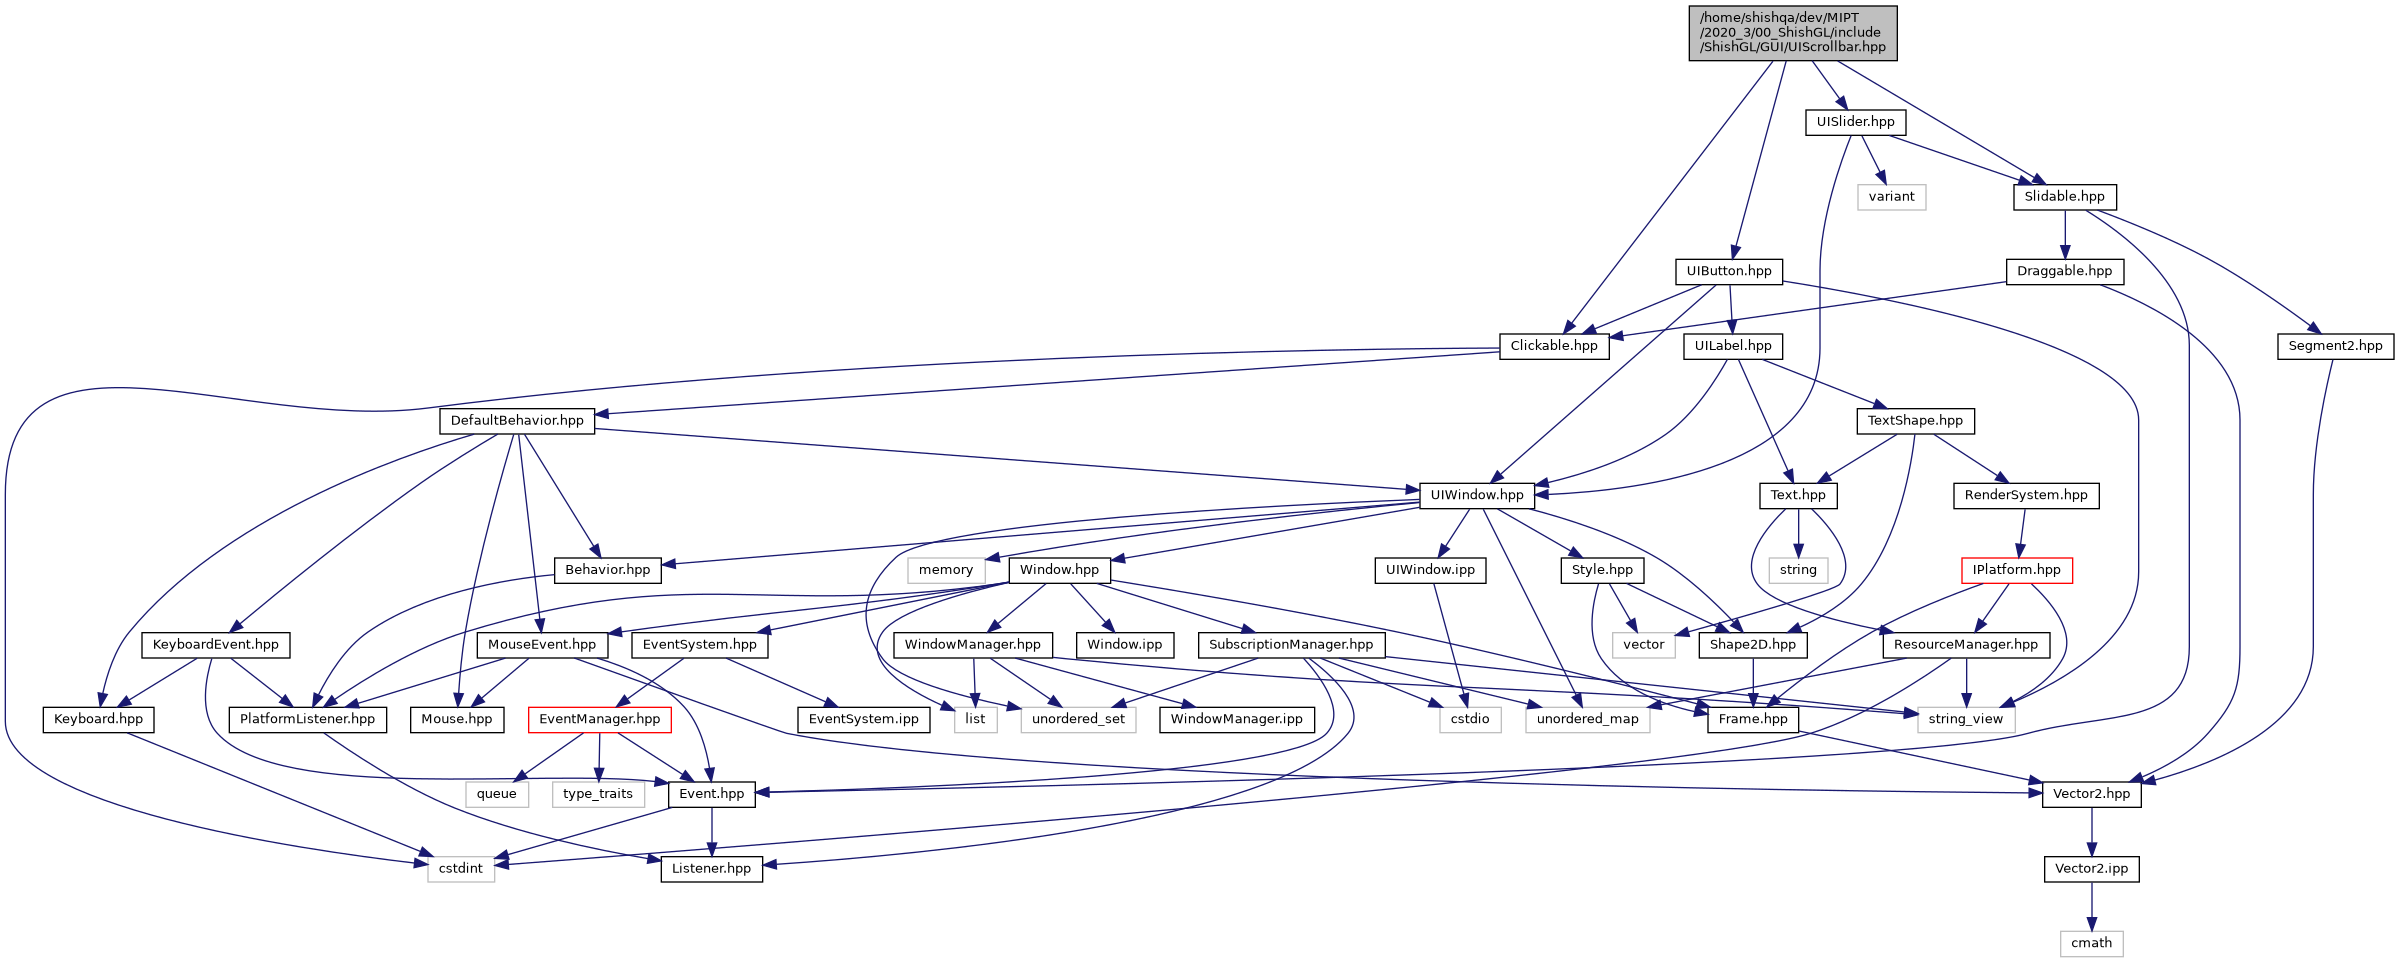 /home/shishqa/dev/MIPT
/2020_3/00_ShishGL/include
/ShishGL/GUI/UIScrollbar.hpp
UISlider.hpp
variant
Slidable.hpp
UIButton.hpp
Draggable.hpp
Clickable.hpp
UILabel.hpp
Segment2.hpp
DefaultBehavior.hpp
TextShape.hpp
UIWindow.hpp
Text.hpp
RenderSystem.hpp
Behavior.hpp
memory
Window.hpp
UIWindow.ipp
Style.hpp
string
IPlatform.hpp
KeyboardEvent.hpp
MouseEvent.hpp
EventSystem.hpp
WindowManager.hpp
Window.ipp
SubscriptionManager.hpp
vector
Shape2D.hpp
ResourceManager.hpp
Keyboard.hpp
PlatformListener.hpp
Mouse.hpp
EventManager.hpp
EventSystem.ipp
list
unordered_set
WindowManager.ipp
cstdio
unordered_map
Frame.hpp
string_view
queue
type_traits
Event.hpp
Vector2.hpp
cstdint
Listener.hpp
Vector2.ipp
cmath